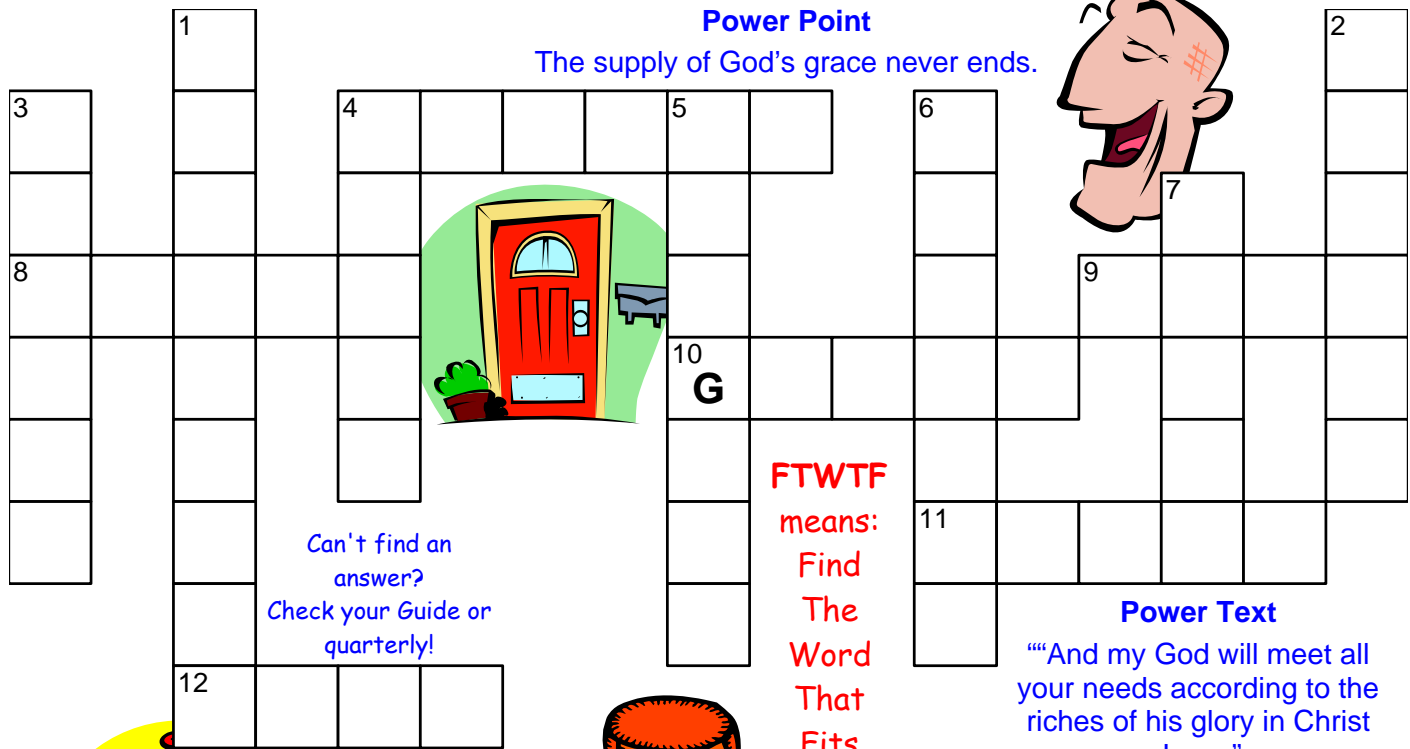 1
Power Point
2
The supply of God's grace never ends.
3
4
5
6
7
8
9
10
G
FTWTF
means:
Find
The
Word
That
Fits
11
Can't find an
answer?
Check your Guide or
quarterly!
12
Power Text
““And my God will meet all
your needs according to the
riches of his glory in Christ